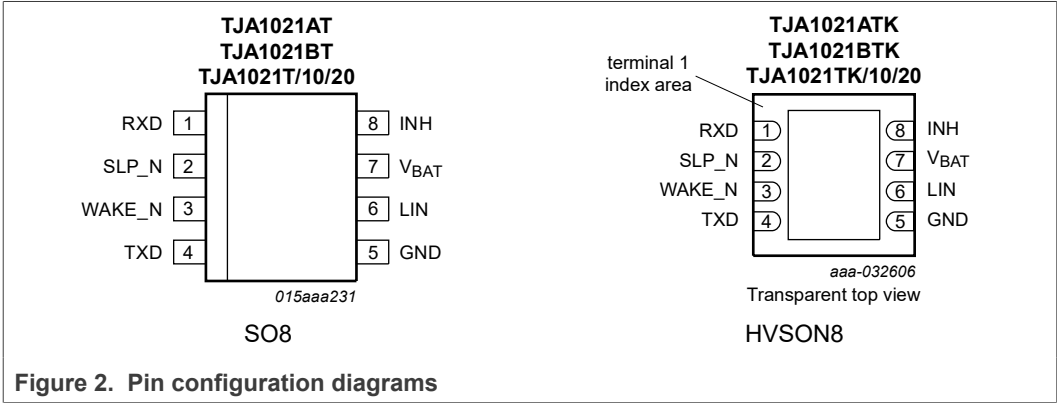 TJA1021AT
TJA1021BT
TJA1021T/10/20
RXD 1
8 INH
SLP_N 2
7 VBAT
WAKE_N 3
6 LIN
TXD 4
5 GND
015aaa231
SO8
TJA1021ATK
TJA1021BTK
TJA1021TK/10/20
terminal 1
index area
RXD 1
8 INH
SLP_N 2
7 VBAT
WAKE_N 3
6 LIN
TXD 4
5 GND
aaa-032606
Transparent top view
HVSON8
Figure 2. Pin configuration diagrams